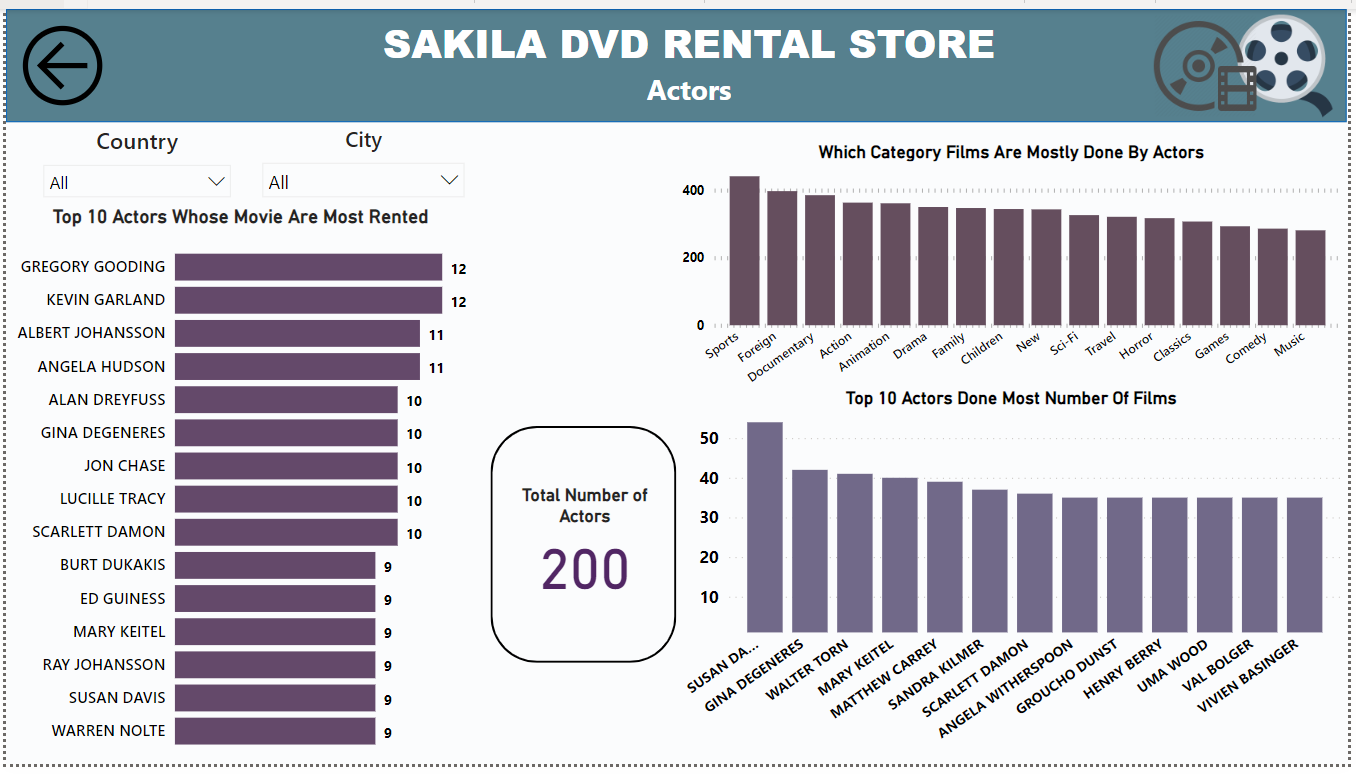 SAKILA DVD RENTAL STORE
Actors
Country
City
All
All
Top 10 Actors Whose Movie Are Most Rented
GREGORY GOODING 12
KEVIN GARLAND 12
ALBERT JOHANSSON 11
ANGELA HUDSON 11
ALAN DREYFUSS 10
GINA DEGENERES 10
JON CHASE 10
LUCILLE TRACY 10
SCARLETT DAMON 10
BURT DUKAKIS 9
ED GUINESS 9
MARY KEITEL 9
RAY JOHANSSON 9
SUSAN DAVIS 9
WARREN NOLTE 9
Total Number of
Actors
200
Which Category Films Are Mostly Done By Actors
400
200
0
Sports
Foreign
Documentary
Action
Animation
Drama
Family
Children
New
Sci-Fi
Travel
Horror
Classics
Games
Comedy
Music
Top 10 Actors Done Most Number Of Films
50
40
30
20
10
SUSAN DA...
GINA DEGENERES
WALTER TORN
MARY KEITEL
MATTHEW CARREY
SANDRA KILMER
SCARLETT DAMON
ANGELA WITHERSPOON
GROUCHO DUNST
HENRY BERRY
UMA WOOD
VAL BOLGER
VIVIEN BASINGER